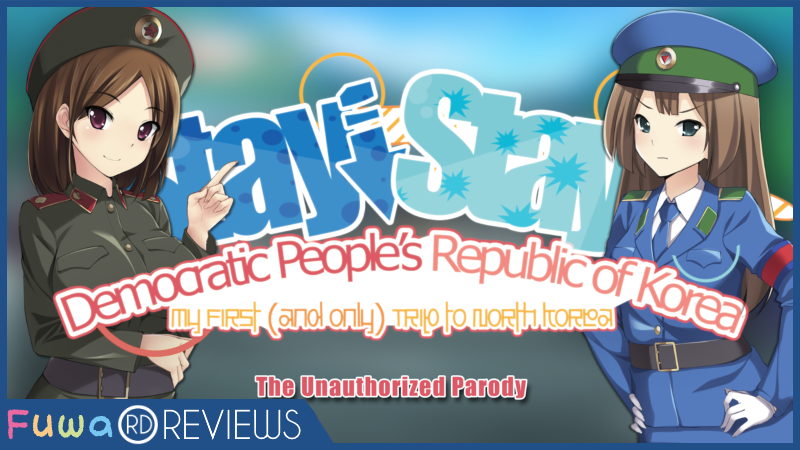 tay! Stay
Democratic People's Republic of Korea
My First (and only) Trip to North Korea
The Unauthorized Parody
Fuwa RD REVIEWS